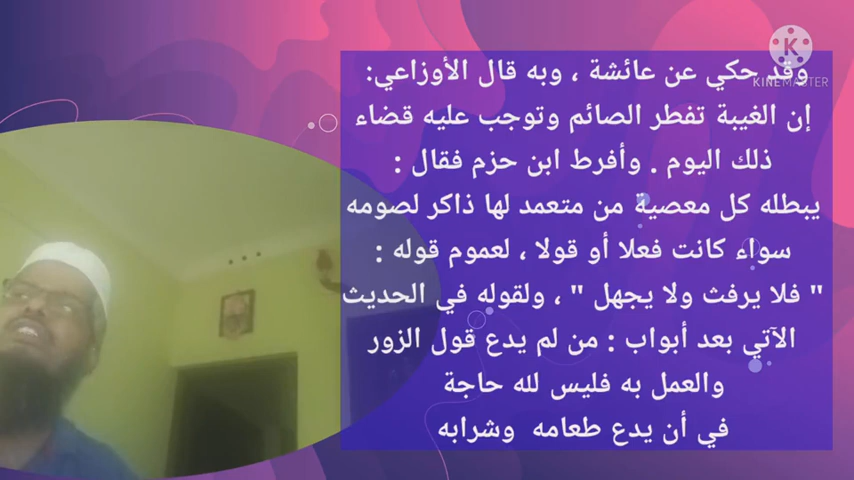 وقد حكي عن عائشة ، وبه قال الأوزاعي:
إن الغيبة تفطر الصائم وتوجب عليه قضاء
ذلك اليوم . وأفرط ابن حزم فقال :
يبطله كل معصية من متعمد لها ذاكر لصومه
سواء كانت فعلا أو قولا ، لعموم قوله :
" فلا يرفث ولا يجهل " ، ولقوله في الحديث
الآتي بعد أبواب : من لم يدع قول الزور
والعمل به فليس لله حاجة
في أن يدع طعامه وشرابه
K
KINEMASTER